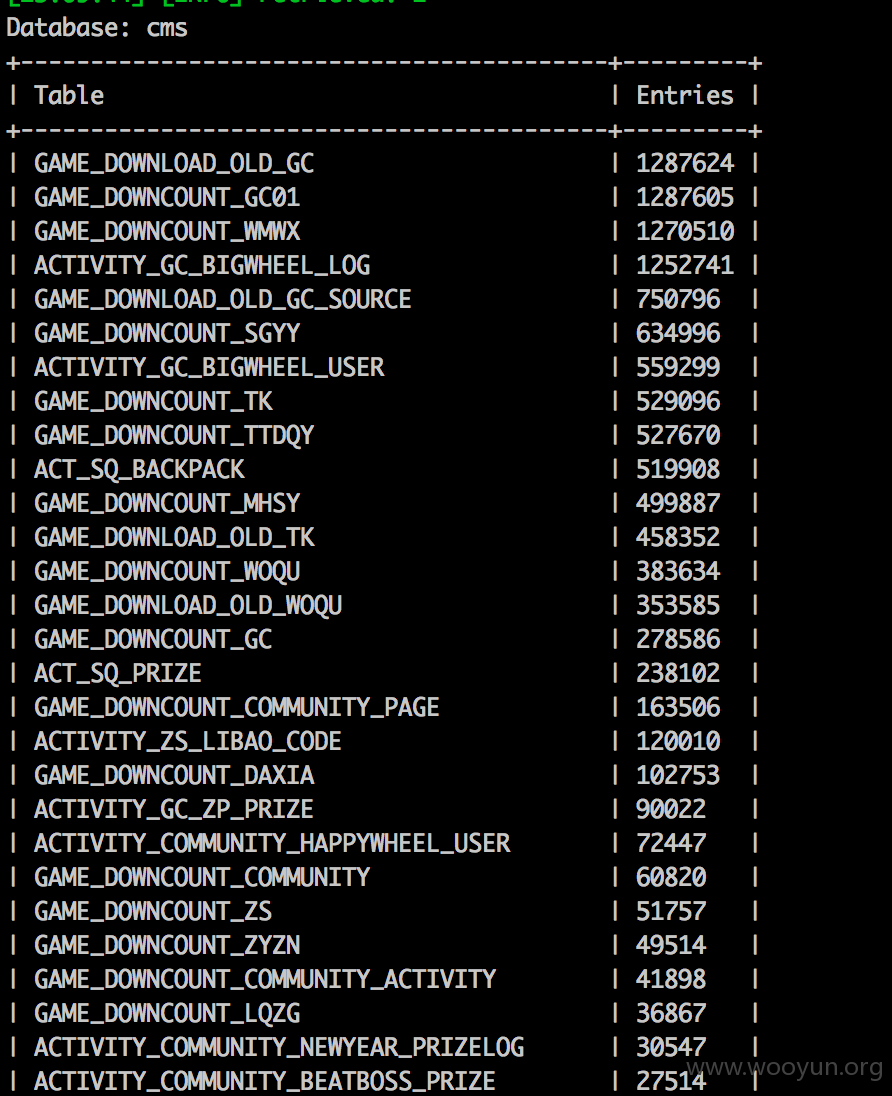 Database: cms
+------------------------------------------+---------+
| Table | Entries |
+------------------------------------------+---------+
| GAME_DOWNLOAD_OLD_GC | 1287624 |
| GAME_DOWNCOUNT_GC01 | 1287605 |
| GAME_DOWNCOUNT_WMWX | 1270510 |
| ACTIVITY_GC_BIGWHEEL_LOG | 1252741 |
| GAME_DOWNLOAD_OLD_GC_SOURCE | 750796 |
| GAME_DOWNCOUNT_SGYY | 634996 |
| ACTIVITY_GC_BIGWHEEL_USER | 559299 |
| GAME_DOWNCOUNT_TK | 529096 |
| GAME_DOWNCOUNT_TTDQY | 527670 |
| ACT_SQ_BACKPACK | 519908 |
| GAME_DOWNCOUNT_MHSY | 499887 |
| GAME_DOWNLOAD_OLD_TK | 458352 |
| GAME_DOWNCOUNT_WOQU | 383634 |
| GAME_DOWNLOAD_OLD_WOQU | 353585 |
| GAME_DOWNCOUNT_GC | 278586 |
| ACT_SQ_PRIZE | 238102 |
| GAME_DOWNCOUNT_COMMUNITY_PAGE | 163506 |
| ACTIVITY_ZS_LIBAO_CODE | 120010 |
| GAME_DOWNCOUNT_DAXIA | 102753 |
| ACTIVITY_GC_ZP_PRIZE | 90022 |
| ACTIVITY_COMMUNITY_HAPPYWHEEL_USER | 72447 |
| GAME_DOWNCOUNT_COMMUNITY | 60820 |
| GAME_DOWNCOUNT_ZS | 51757 |
| GAME_DOWNCOUNT_ZYZN | 49514 |
| GAME_DOWNCOUNT_COMMUNITY_ACTIVITY | 41898 |
| GAME_DOWNCOUNT_LQZG | 36867 |
| ACTIVITY_COMMUNITY_NEWYEAR_PRIZELOG | 30547 |
| ACTIVITY_COMMUNITY_BEATBOSS_PRIZE | 27514 |
www.wooyun.org